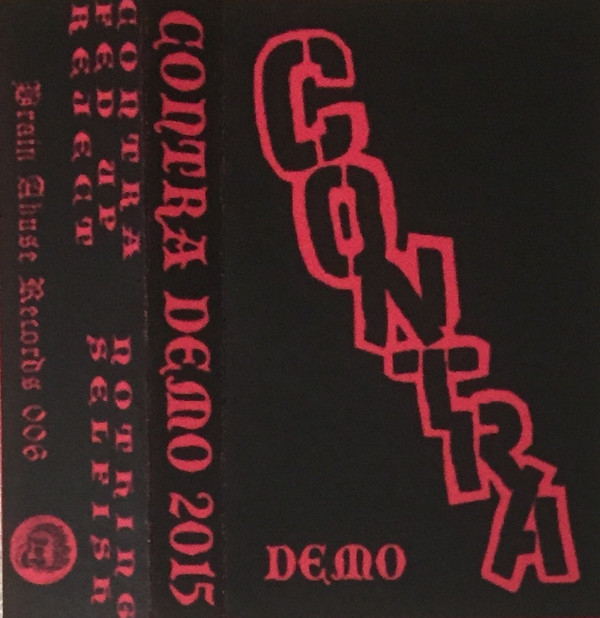 CONTRA
DEMO
CONTRA DEMO 2015
CONTRA
FED UP
REJECT
NOTHING
SELFISH
Brain Abuse Records 006